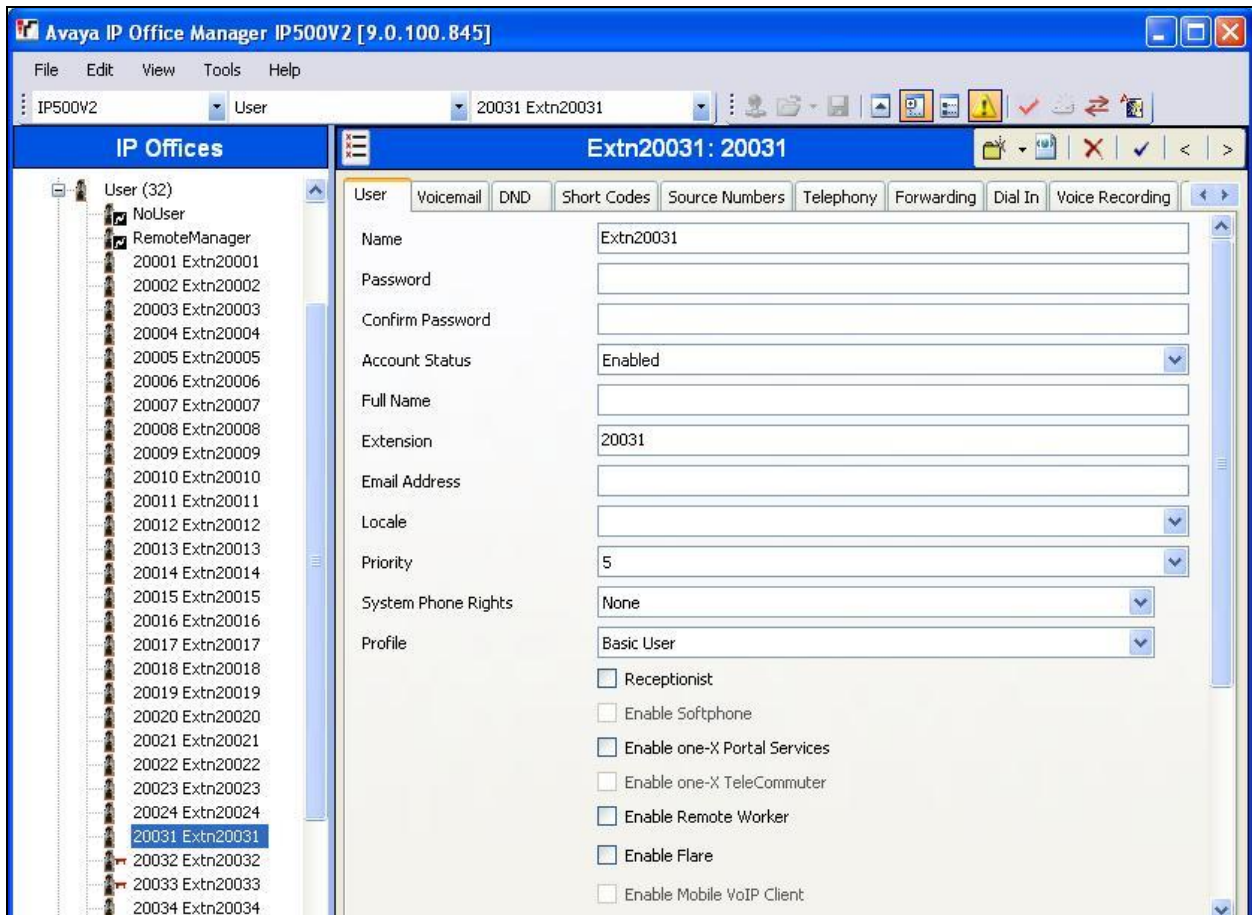 Avaya IP Office Manager IP500V2 [9.0.100.845]
File Edit View Tools Help
IP500V2 User 20031 Extn20031
IP Offices
User (32)
NoUser
RemoteManager
20001 Extn20001
20002 Extn20002
20003 Extn20003
20004 Extn20004
20005 Extn20005
20006 Extn20006
20007 Extn20007
20008 Extn20008
20009 Extn20009
20010 Extn20010
20011 Extn20011
20012 Extn20012
20013 Extn20013
20014 Extn20014
20015 Extn20015
20016 Extn20016
20017 Extn20017
20018 Extn20018
20019 Extn20019
20020 Extn20020
20021 Extn20021
20022 Extn20022
20023 Extn20023
20024 Extn20024
20031 Extn20031
20032 Extn20032
20033 Extn20033
20034 Extn20034
Extn20031: 20031
User Voicemail DND Short Codes Source Numbers Telephony Forwarding Dial In Voice Recording
Name Extn20031
Password
Confirm Password
Account Status Enabled
Full Name
Extension 20031
Email Address
Locale
Priority 5
System Phone Rights None
Profile Basic User
Receptionist
Enable Softphone
Enable one-X Portal Services
Enable one-X TeleCommuter
Enable Remote Worker
Enable Flare
Enable Mobile VoIP Client